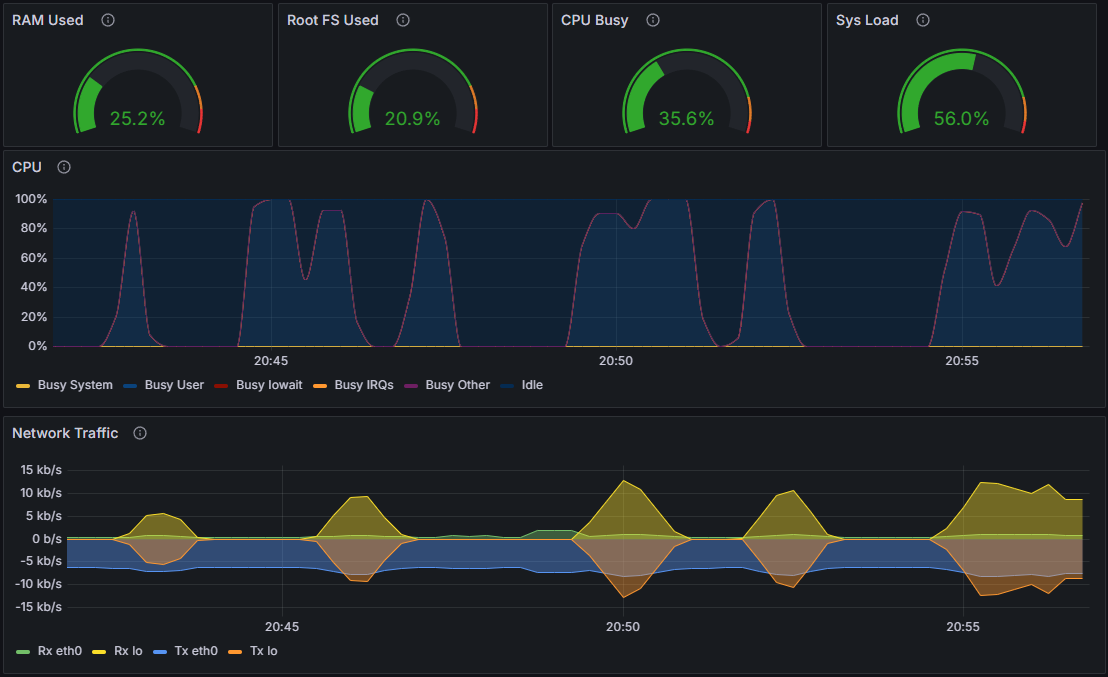 RAM Used
Root FS Used
CPU Busy
Sys Load
25.2%
20.9%
35.6%
56.0%
CPU
100%
80%
60%
40%
20%
0%
20:45
20:50
20:55
Busy System
Busy User
Busy Iowait
Busy IRQs
Busy Other
Idle
Network Traffic
15 kb/s
10 kb/s
5 kb/s
0 b/s
-5 kb/s
-10 kb/s
-15 kb/s
20:45
20:50
20:55
Rx eth0
Rx lo
Tx eth0
Tx lo